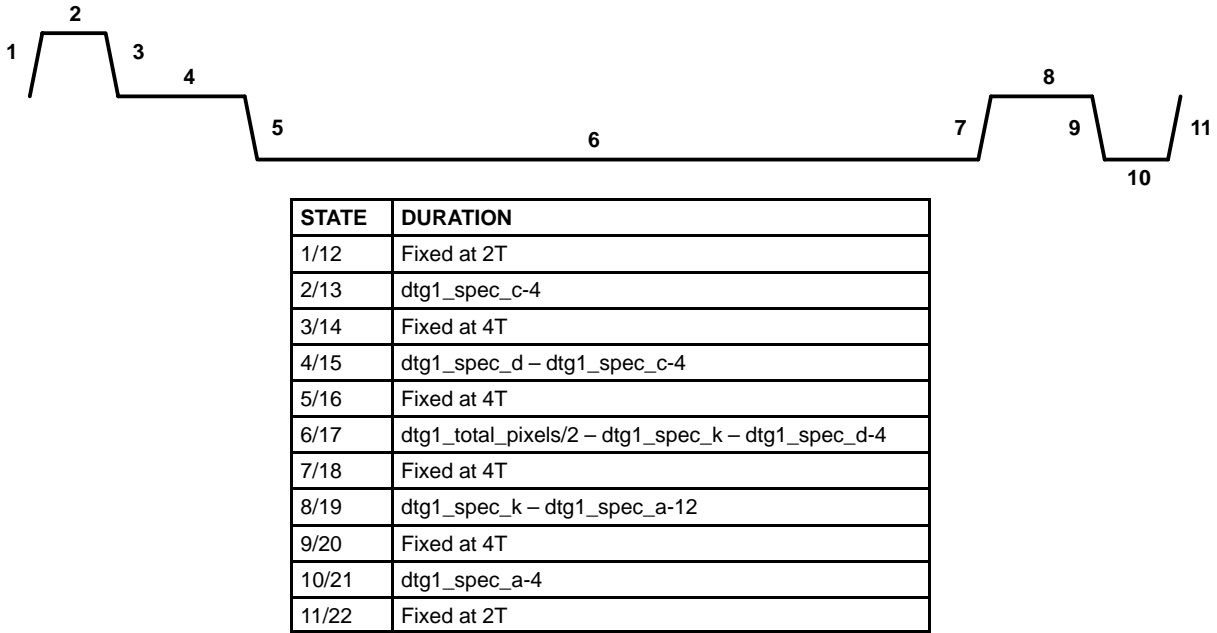 2
1
3
4
8
5
6
7
9
11
10
STATE DURATION
1/12 Fixed at 2T
2/13 dtg1_spec_c-4
3/14 Fixed at 4T
4/15 dtg1_spec_d – dtg1_spec_c-4
5/16 Fixed at 4T
6/17 dtg1_total_pixels/2 – dtg1_spec_k – dtg1_spec_d-4
7/18 Fixed at 4T
8/19 dtg1_spec_k – dtg1_spec_a-12
9/20 Fixed at 4T
10/21 dtg1_spec_a-4
11/22 Fixed at 2T